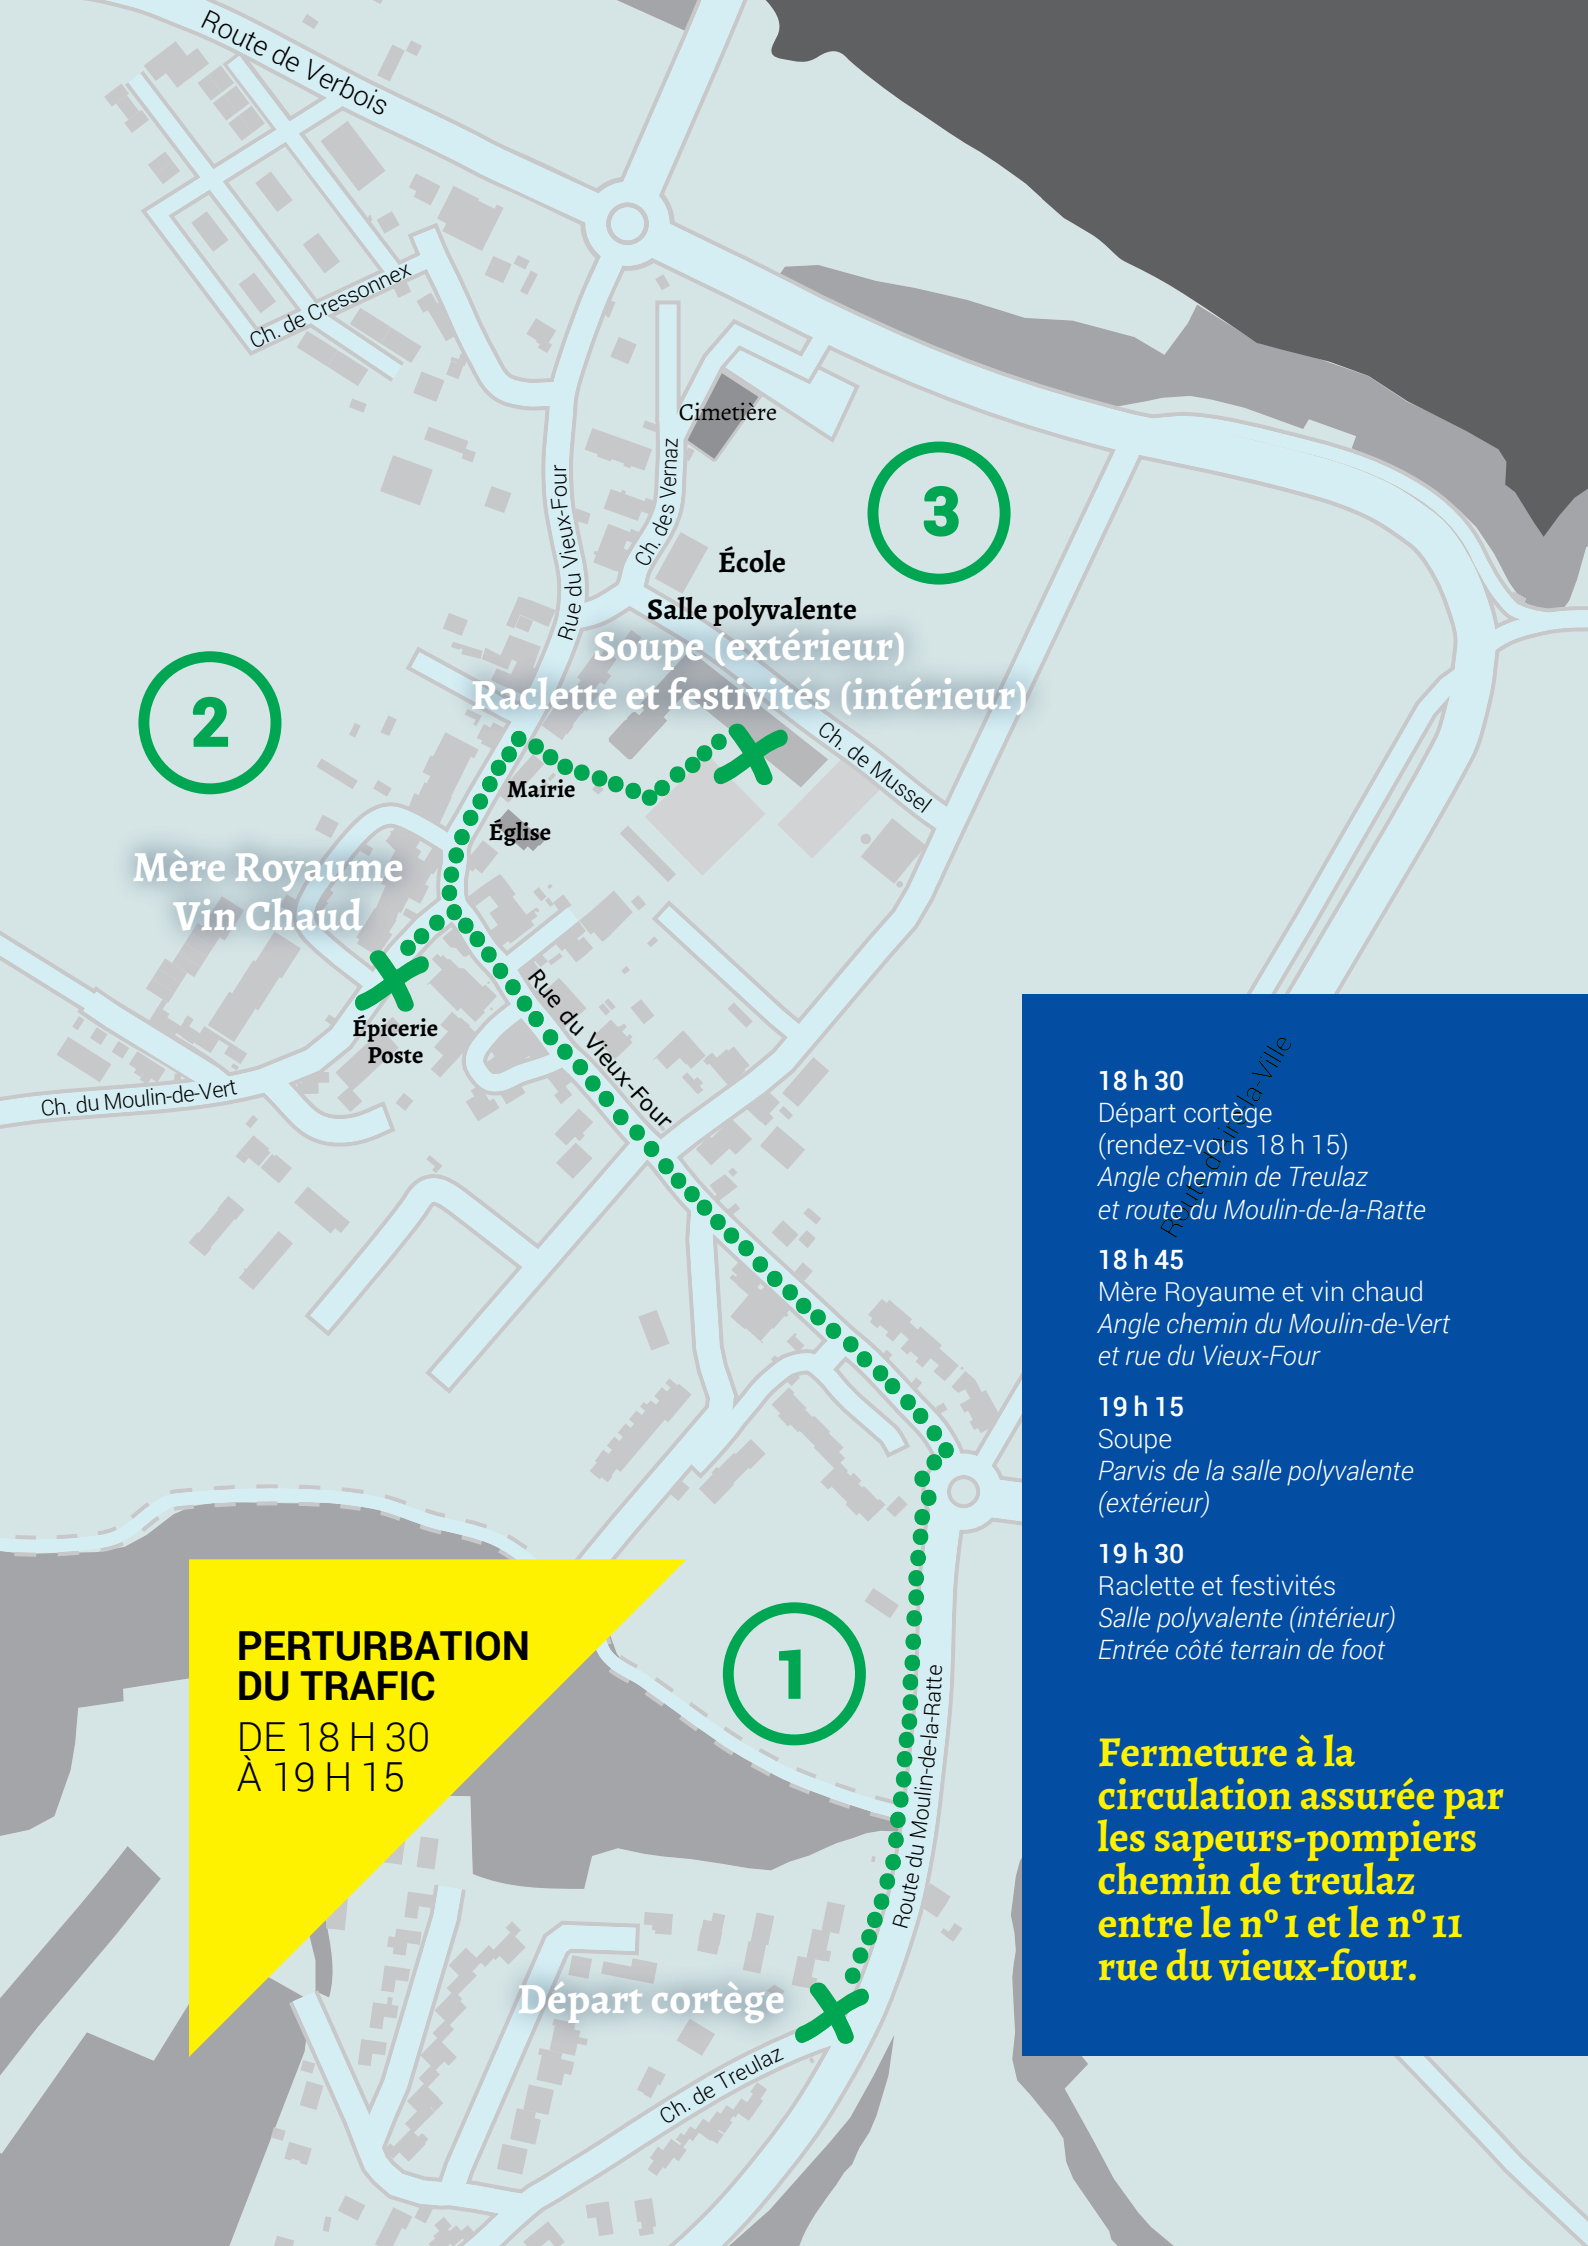 Route de Verbois
Ch. de Cressonnex
Cimetière
Rue du Vieux-Four
Ch. des Vernaz
3
École
Salle polyvalente
Soupe (extérieur)
Raclette et festivités (intérieur)
2
Ch. de Mussel
Mairie
Église
Mère Royaume
Vin Chaud
Rue du Vieux-Four
Épicerie
Poste
Ch. du Moulin-de-Vert
18 h 30
Départ cortège
(rendez-vous 18 h 15)
Angle chemin de Treulaz
et route du Moulin-de-la-Ratte
18 h 45
Mère Royaume et vin chaud
Angle chemin du Moulin-de-Vert
et rue du Vieux-Four
19 h 15
Soupe
Parvis de la salle polyvalente
(extérieur)
19 h 30
Raclette et festivités
Salle polyvalente (intérieur)
Entrée côté terrain de foot
Fermeture à la
circulation assurée par
les sapeurs-pompiers
chemin de treulaz
entre le nº 1 et le nº 11
rue du vieux-four.
PERTURBATION
DU TRAFIC
DE 18 H 30
À 19 H 15
1
Route du Moulin-de-la-Ratte
Départ cortège
Ch. de Treulaz